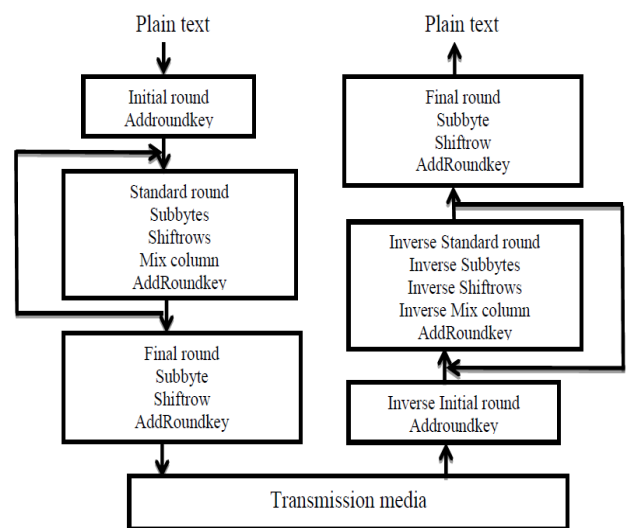 Plain text
Initial round
Addroundkey
Standard round
Subbytes
Shiftrows
Mix column
AddRoundkey
Final round
Subbyte
Shiftrow
AddRoundkey
Plain text
Final round
Subbyte
Shiftrow
AddRoundkey
Inverse Standard round
Inverse Subbytes
Inverse Shiftrows
Inverse Mix column
AddRoundkey
Inverse Initial round
Addroundkey
Transmission media